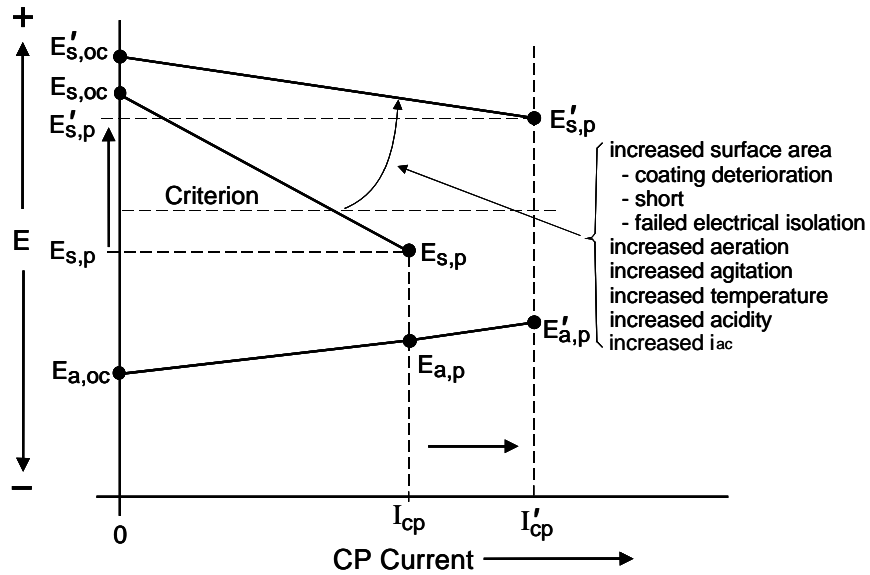 +
E′s,oc
Es,oc
E′s,p
E′s,p
increased surface area
- coating deterioration
- short
- failed electrical isolation
increased aeration
increased agitation
increased temperature
increased acidity
increased iac
Criterion
E
Es,p
Es,p
E′a,p
Ea,oc
Ea,p
−
0
Icp
I′cp
CP Current